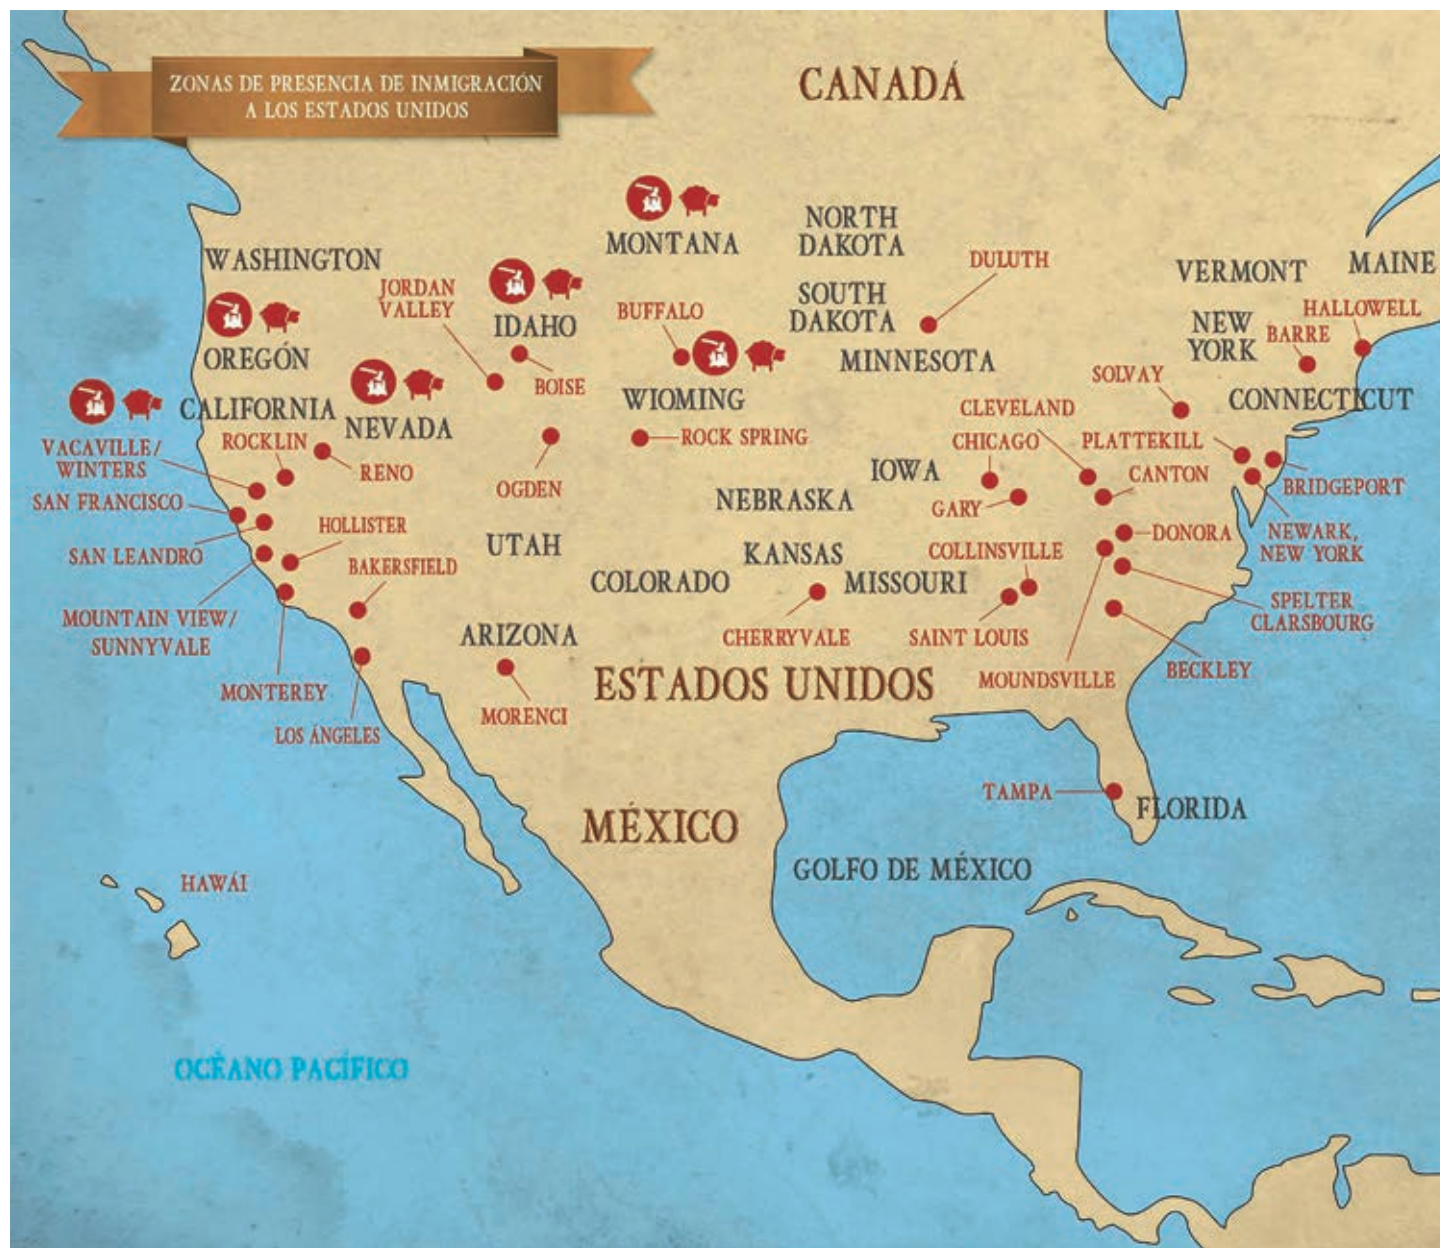 ZONAS DE PRESENCIA DE INMIGRACIÓN
A LOS ESTADOS UNIDOS
CANADÁ
MONTANA
NORTH
DAKOTA
WASHINGTON
JORDAN
VALLEY
IDAHO
BUFFALO
SOUTH
DAKOTA
DULUTH
VERMONT
MAINE
HALLOWELL
NEW
YORK
BARRE
OREGÓN
MINNESOTA
SOLVAY
CONNECTICUT
BOISE
WIOMING
CALIFORNIA
NEVADA
CLEVELAND
CHICAGO
PLATTEKILL
ROCKLIN
VACAVILLE/
WINTERS
RENO
ROCK SPRING
IOWA
CANTON
BRIDGEPORT
OGDEN
SAN FRANCISCO
NEBRASKA
GARY
HOLLISTER
DONORA
NEWARK,
NEW YORK
SAN LEANDRO
UTAH
KANSAS
COLLINSVILLE
BAKERSFIELD
COLORADO
MISSOURI
SPELTER
CLARSBOURG
MOUNTAIN VIEW/
SUNNYVALE
ARIZONA
CHERRYVALE
SAINT LOUIS
BECKLEY
MOUNDSVILLE
ESTADOS UNIDOS
MONTEREY
MORENCI
LOS ÁNGELES
TAMPA
FLORIDA
MÉXICO
GOLFO DE MÉXICO
HAWÁI
OCÈANO PACÍFICO